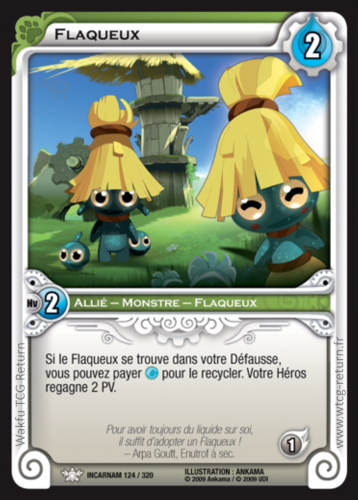 Flaqueux
2
Nv 2
Allié – Monstre – Flaqueux
Si le Flaqueux se trouve dans votre Défausse,
vous pouvez payer pour le recycler. Votre Héros
regagne 2 PV.
Pour avoir toujours du liquide sur soi,
il suffit d'adopter un Flaqueux !
– Arpa Goutt, Enutrof à sec.
1
INCARNAM 124 / 320
ILLUSTRATION : ANKAMA
© 2009 Ankama / © 2009 UDI
Wakfu TCG Return
www.wtcg-return.fr